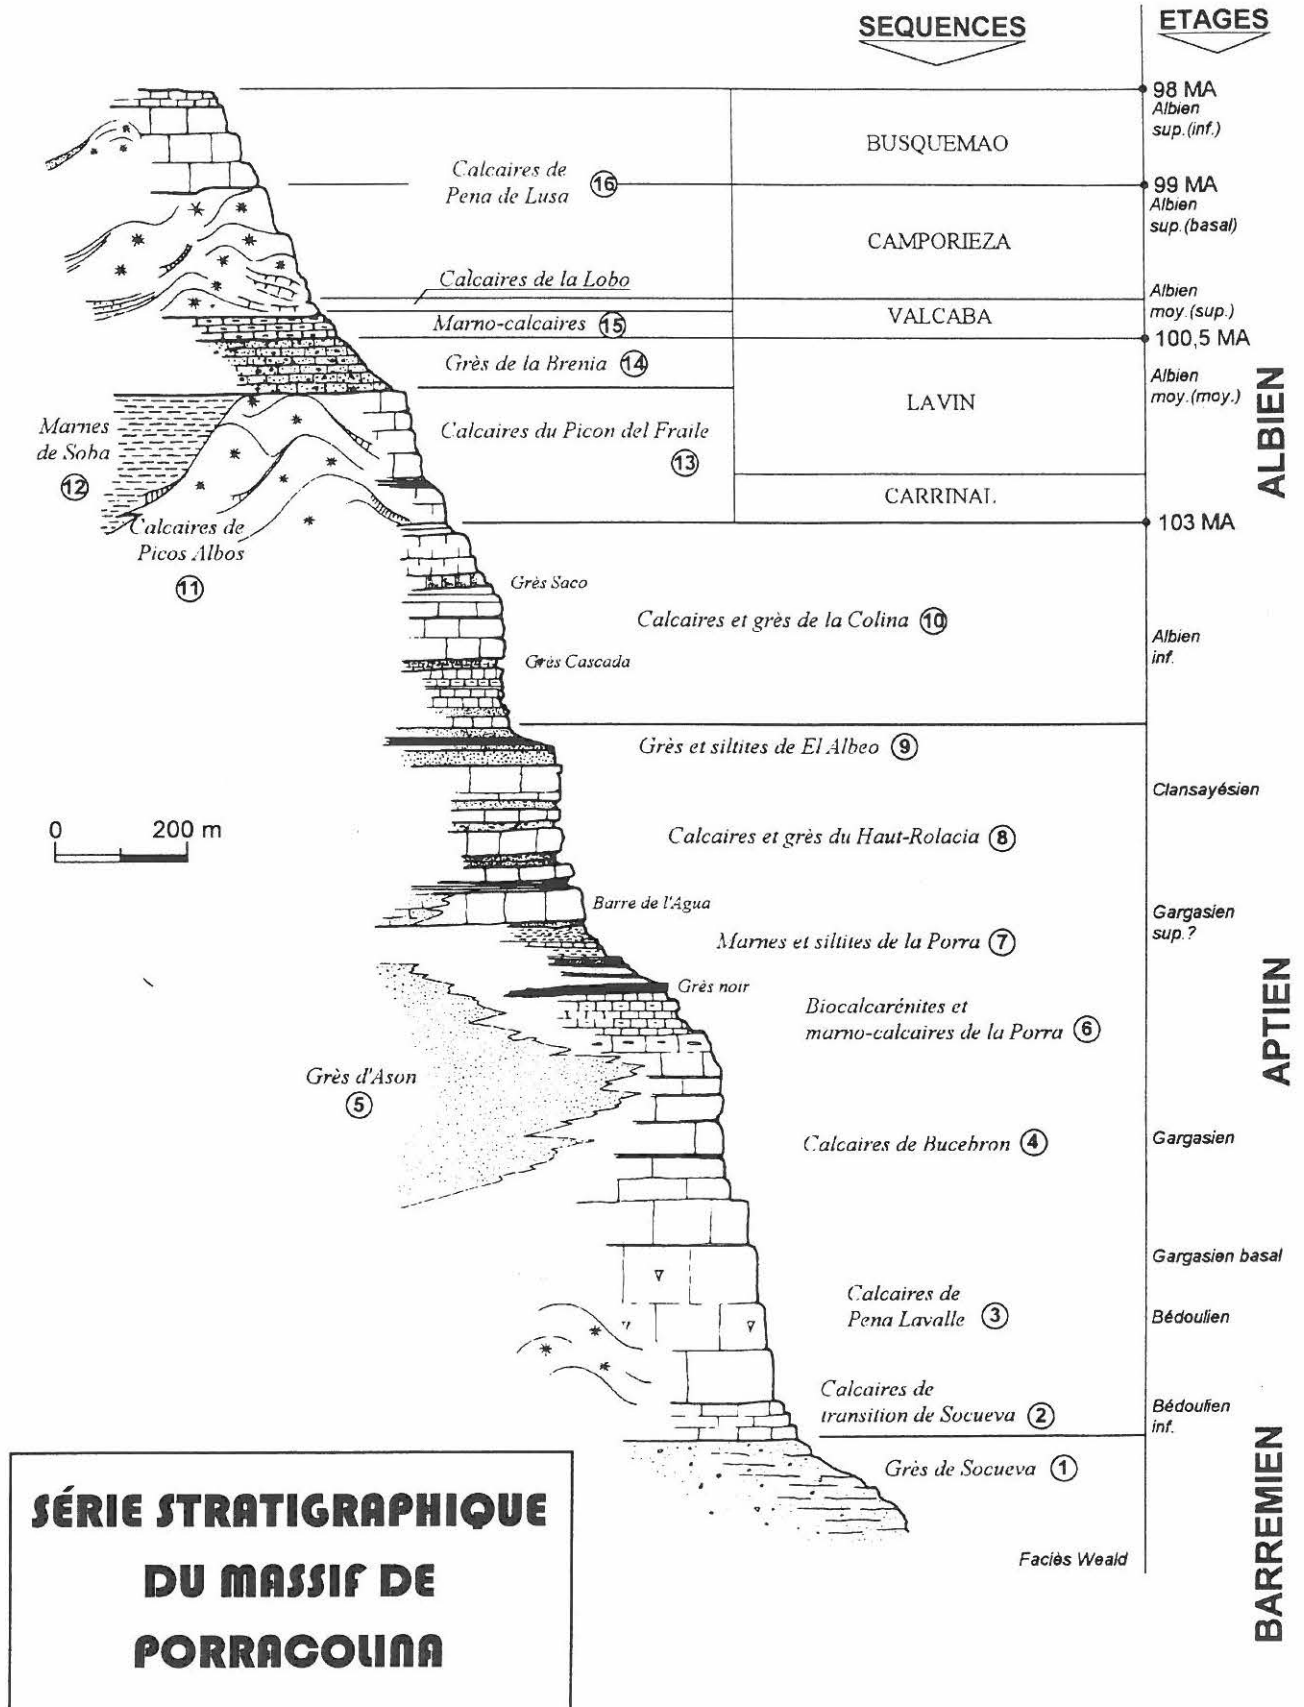 SEQUENCES
ETAGES
98 MA
Albien
sup.(inf.)
BUSQUEMAO
Calcaires de
Pena de Lusa 16
99 MA
Albien
sup.(basal)
CAMPORIEZA
Calcaires de la Lobo
Albien
moy.(sup.)
Marno-calcaires 15
VALCABA
100,5 MA
Grès de la Brenia 14
Albien
moy.(moy.)
LAVIN
ALBIEN
Marnes
de Soba
12
Calcaires du Picon del Fraile
13
CARRINAL
103 MA
Calcaires de
Picos Albos
11
Grès Saco
Calcaires et grès de la Colina 10
Albien
inf.
Grès Cascada
Grès et siltites de El Albeo 9
Clansayésien
0 200 m
Calcaires et grès du Haut-Rolacia 8
Barre de l'Agua
Gargasien
sup.?
Marnes et siltites de la Porra 7
Grès noir
Biocalcarénites et
marno-calcaires de la Porra 6
APTIEN
Grès d'Ason
5
Calcaires de Bucebron 4
Gargasien
Gargasien basal
Calcaires de
Pena Lavalle 3
Bédoulien
Calcaires de
transition de Socueva 2
Bédoulien
inf.
Grès de Socueva 1
Faciès Weald
BARREMIEN
SÉRIE STRATIGRAPHIQUE
DU MASSIF DE
PORRACOLINA